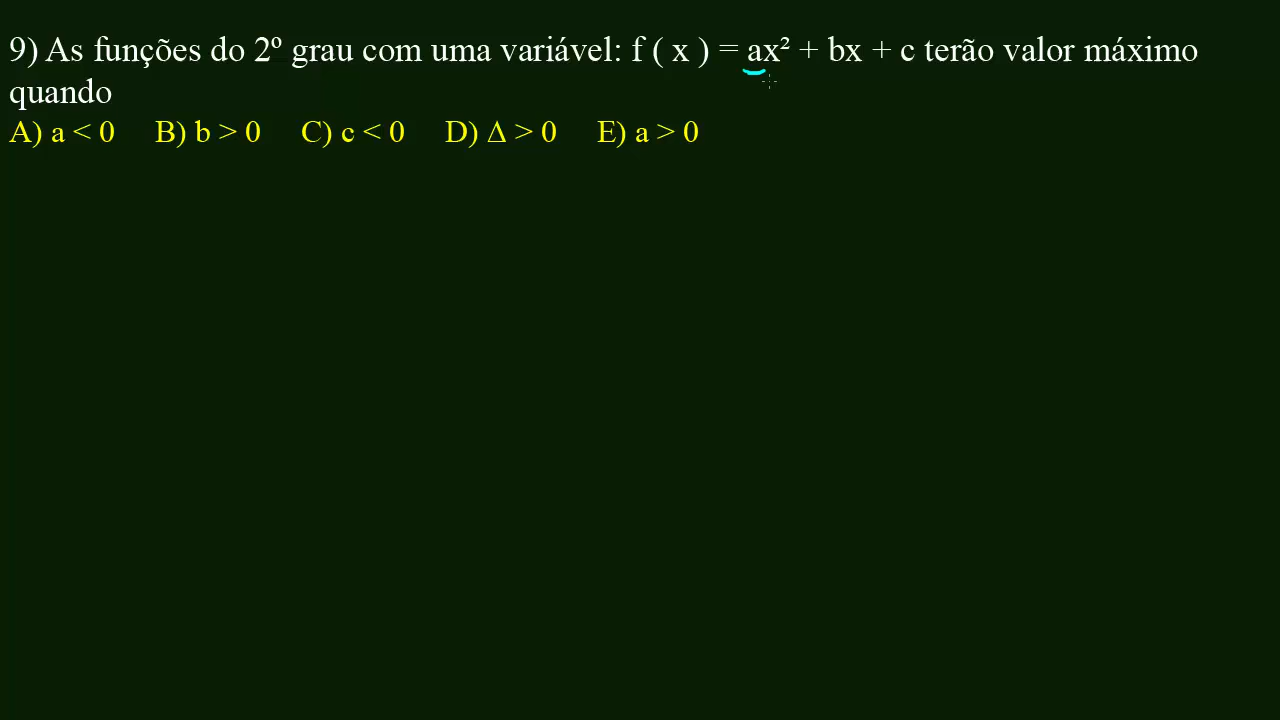 9) As funções do 2º grau com uma variável: f ( x ) = ax² + bx + c terão valor máximo
quando
A) a < 0 B) b > 0 C) c < 0 D) Δ > 0 E) a > 0